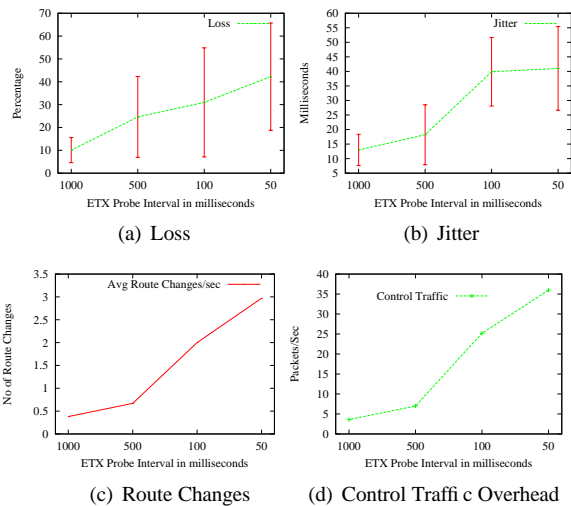 Loss
Percentage
70
60
50
40
30
20
10
0
1000 500 100 50
ETX Probe Interval in milliseconds
(a) Loss
Jitter
Milliseconds
60
55
50
45
40
35
30
25
20
15
10
5
1000 500 100 50
ETX Probe Interval in milliseconds
(b) Jitter
Avg Route Changes/sec
No of Route Changes
3.5
3
2.5
2
1.5
1
0.5
0
1000 500 100 50
ETX Probe Interval in milliseconds
(c) Route Changes
Control Traffic
Packets/Sec
40
35
30
25
20
15
10
5
0
1000 500 100 50
ETX Probe Interval in milliseconds
(d) Control Traffi c Overhead